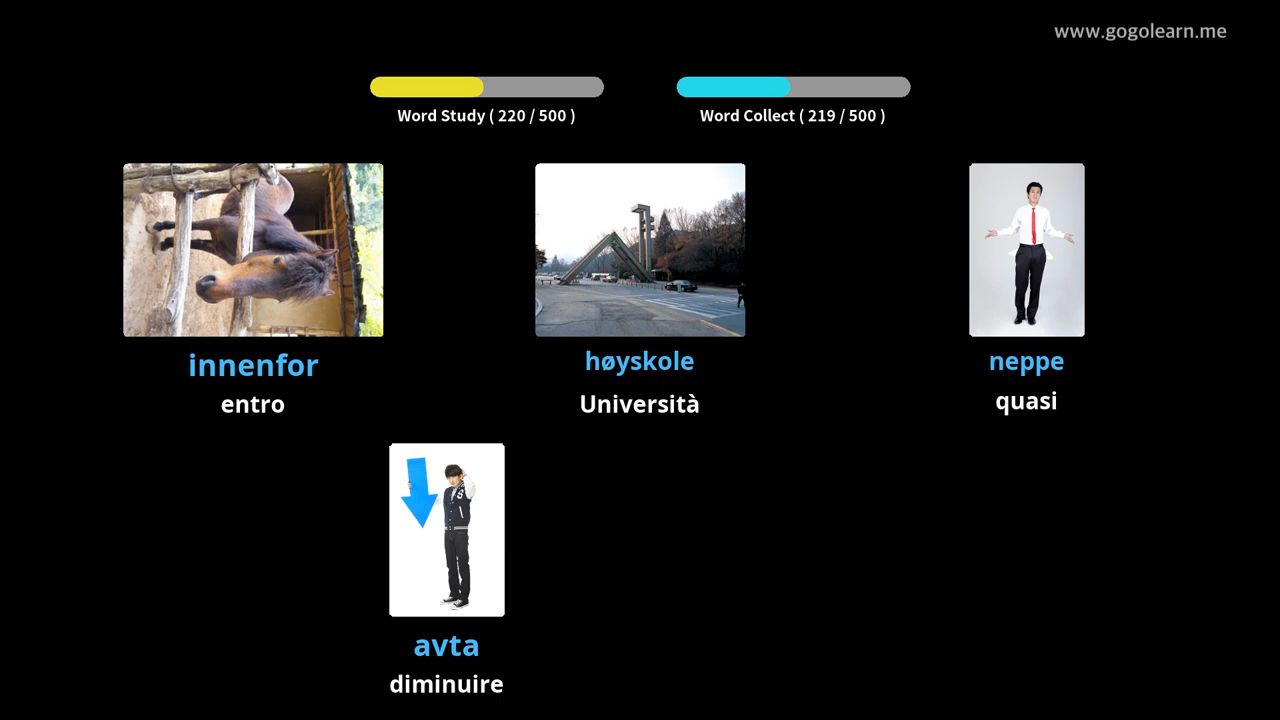 www.gogolearn.me
Word Study ( 220 / 500 )
Word Collect ( 219 / 500 )
innenfor
entro
høyskole
Università
neppe
quasi
avta
diminuire